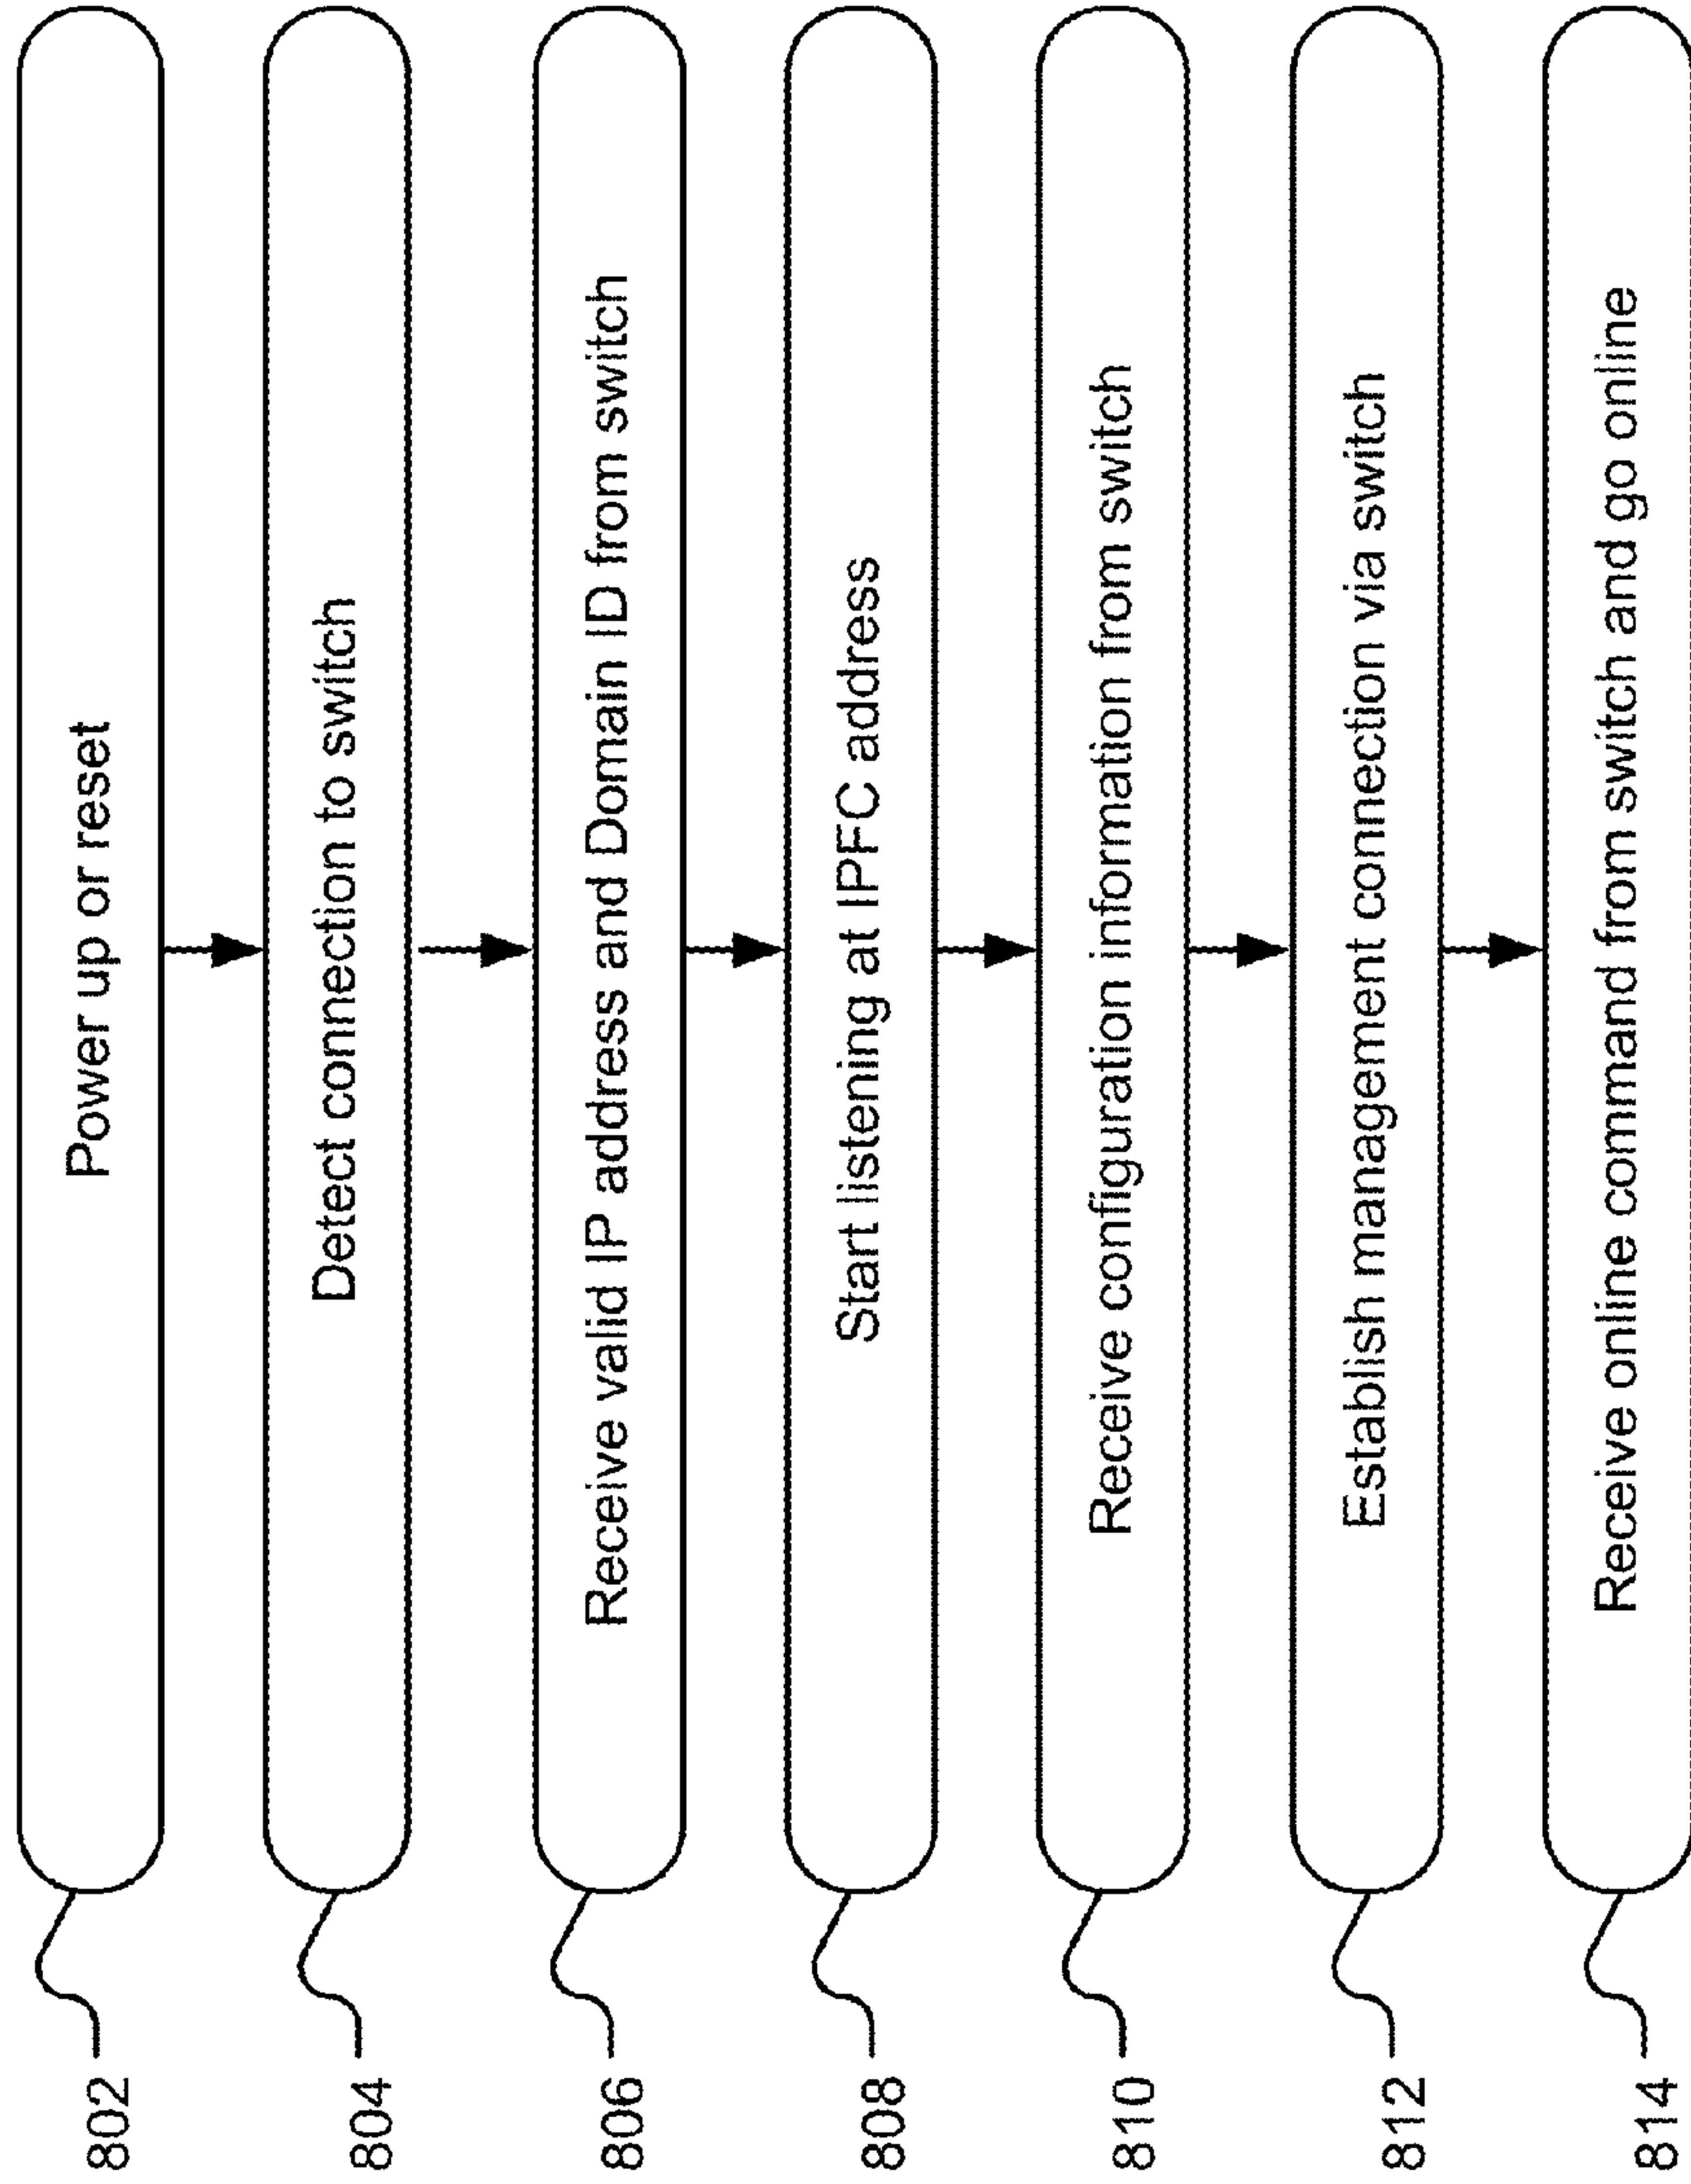 802 Power up or reset
804 Detect connection to switch
806 Receive valid IP address and Domain ID from switch
808 Start listening at IPFC address
810 Receive configuration information from switch
812 Establish management connection via switch
814 Receive online command from switch and go online